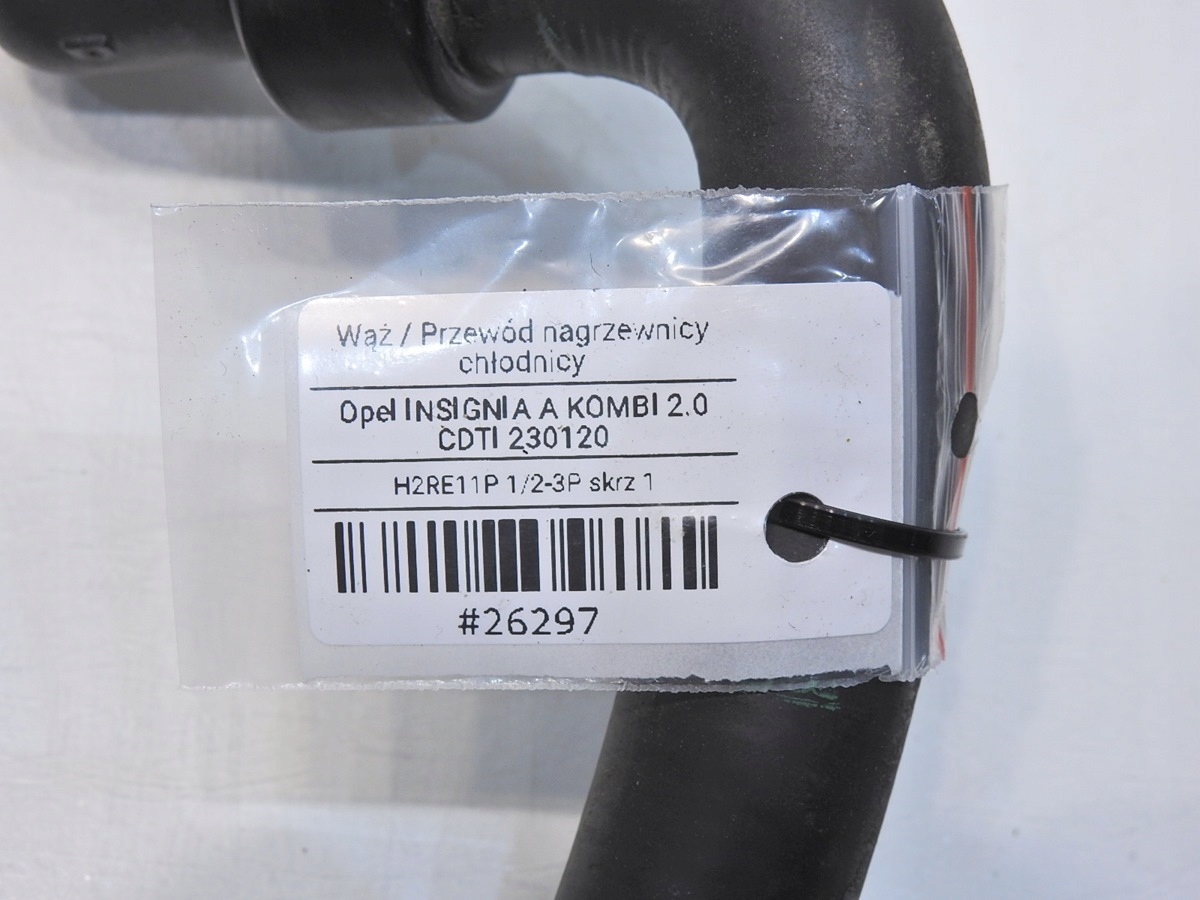 Wąż / Przewód nagrzewnicy
chłodnicy
Opel INSIGNIA A KOMBI 2.0
CDTI 230120
H2RE11P 1/2-3P skrz 1
#26297